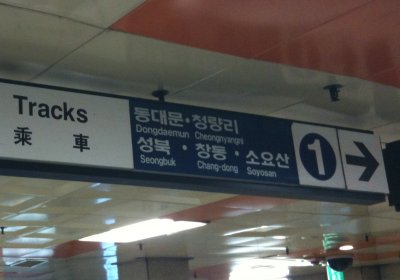 Tracks
乘 車
동대문·청량리
Dongdaemun Cheongnyangni
성북 · 창동 · 소요산
Seongbuk Chang-dong Soyosan
1